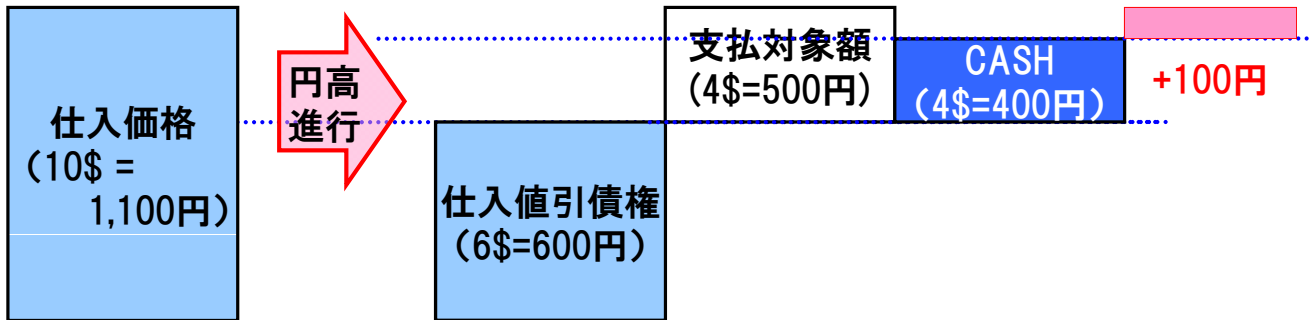 仕入価格
(10$ =
1,100円)
円高
進行
仕入値引債権
(6$=600円)
支払対象額
(4$=500円)
CASH
(4$=400円)
+100円